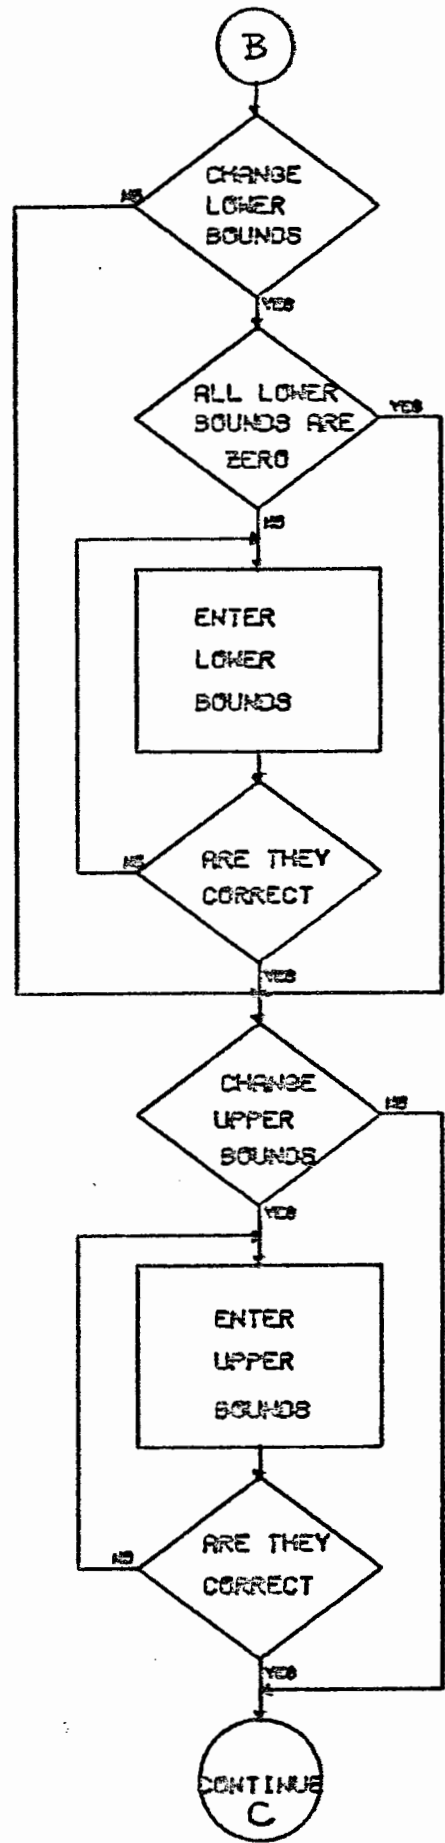 B
CHANGE
LOWER
BOUNDS
NO
YES
ALL LOWER
BOUNDS ARE
ZERO
YES
NO
ENTER
LOWER
BOUNDS
ARE THEY
CORRECT
NO
YES
CHANGE
UPPER
BOUNDS
NO
YES
ENTER
UPPER
BOUNDS
ARE THEY
CORRECT
NO
YES
CONTINUE
C